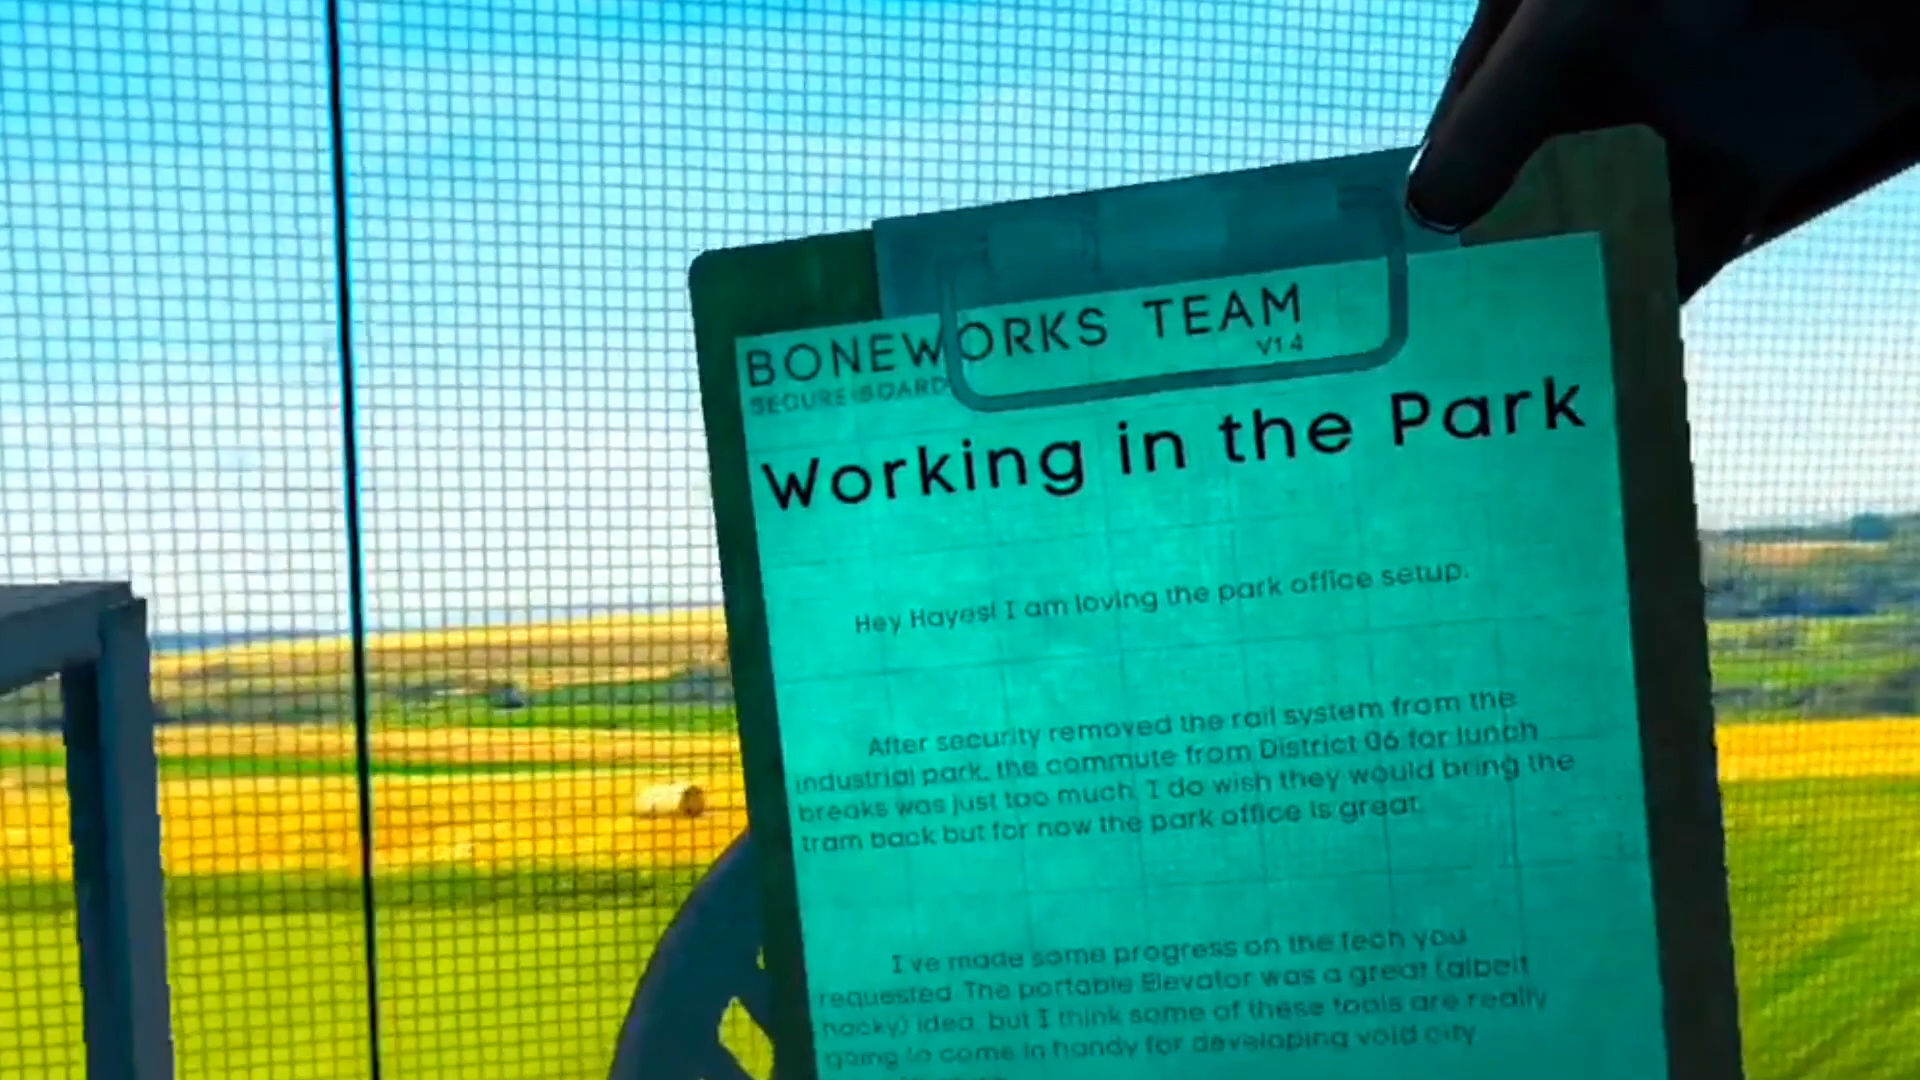 BONEWORKS TEAM
V1.4
SECURE BOARD
Working in the Park
Hey Hayes! I am loving the park office setup.
After security removed the rail system from the
industrial park, the commute from District 06 for lunch
breaks was just too much. I do wish they would bring the
tram back but for now the park office is great.
I've made some progress on the tech you
requested. The portable Elevator was a great (albeit
hacky) idea, but I think some of these tools are really
going to come in handy for developing void city